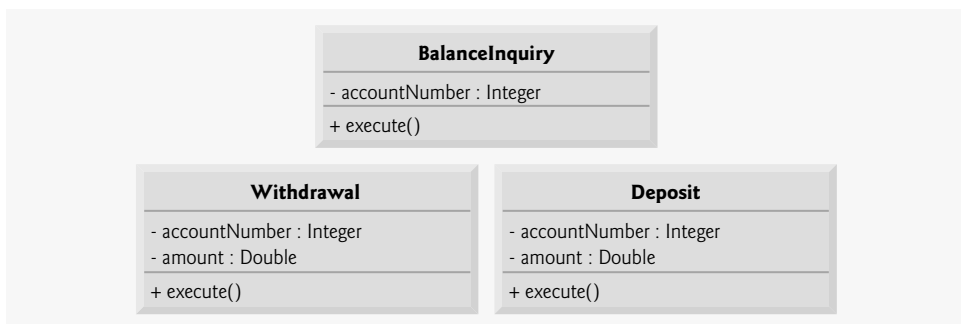 BalanceInquiry
- accountNumber : Integer
+ execute()
Withdrawal
- accountNumber : Integer
- amount : Double
+ execute()
Deposit
- accountNumber : Integer
- amount : Double
+ execute()